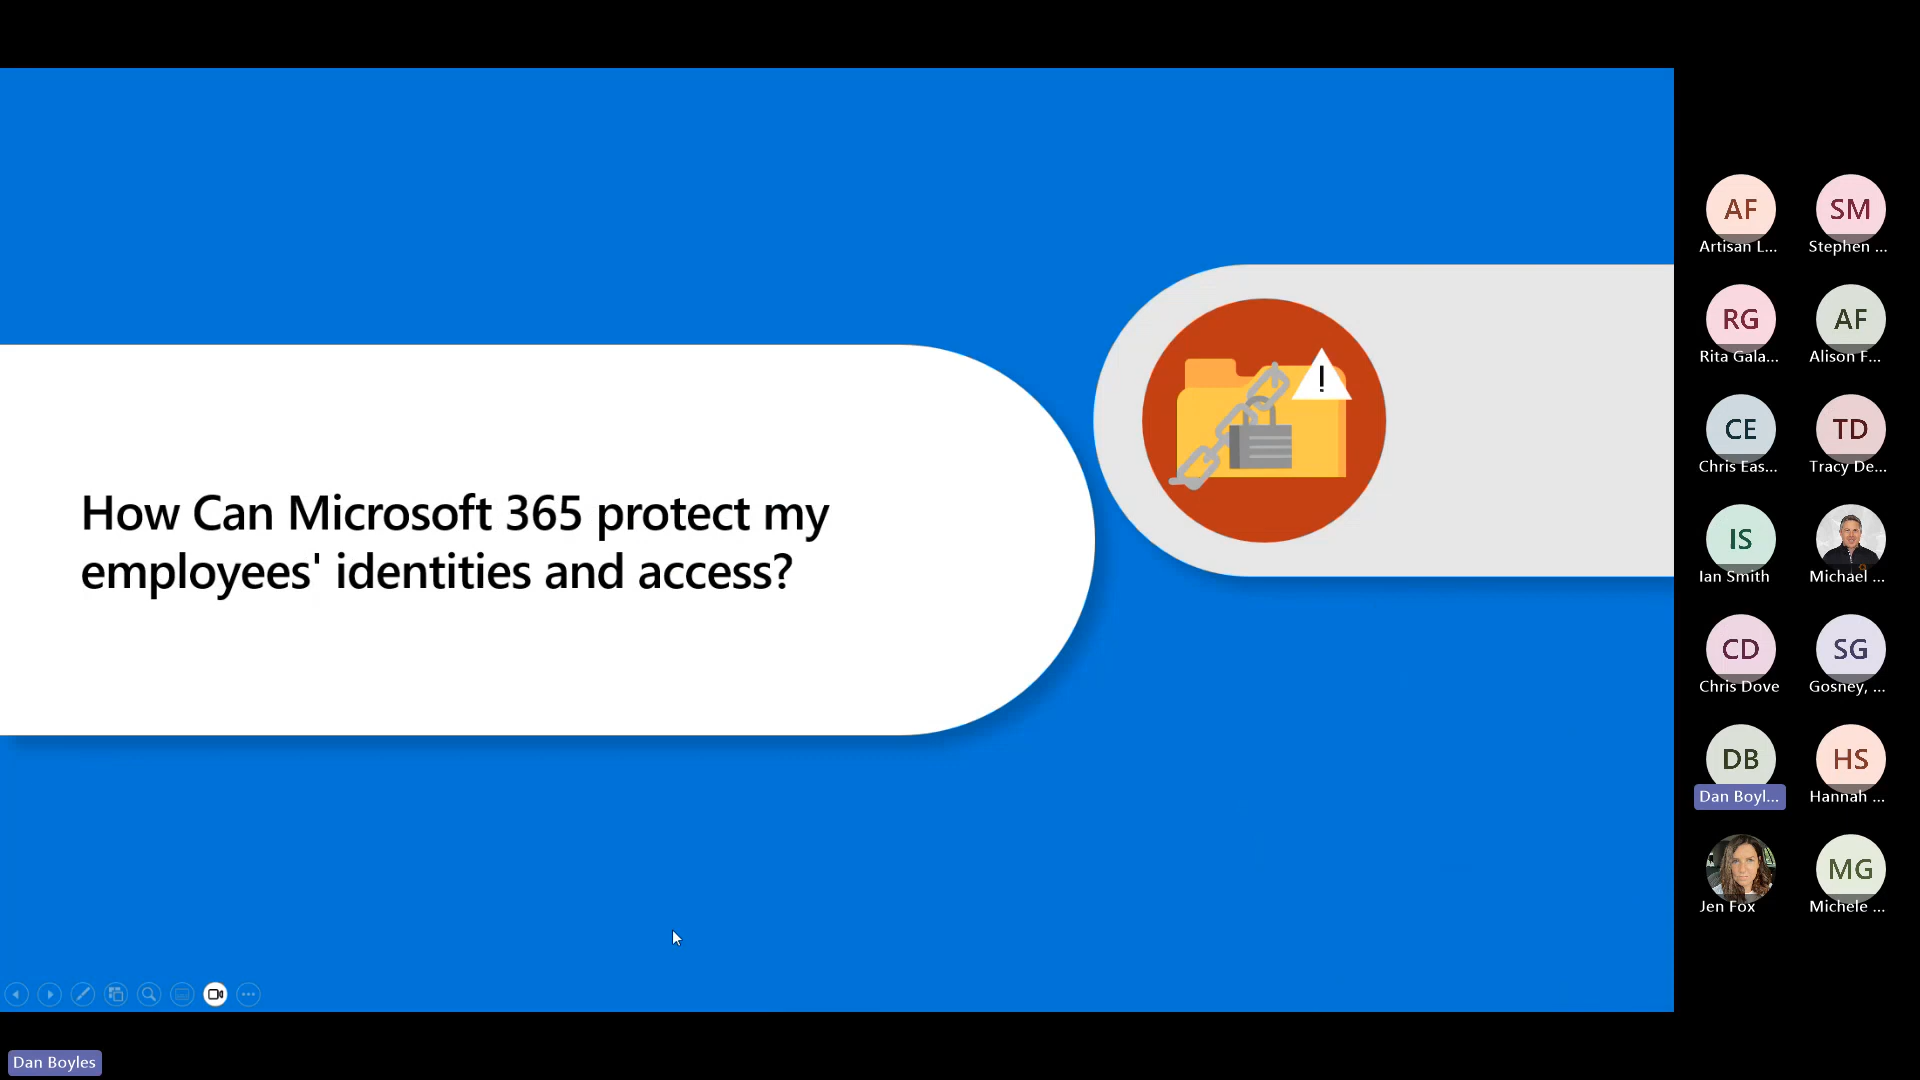 How Can Microsoft 365 protect my
employees' identities and access?
!
AF
Artisan L...
SM
Stephen ...
RG
Rita Gala...
AF
Alison F...
CE
Chris Eas...
TD
Tracy De...
IS
Ian Smith
Michael ...
CD
Chris Dove
SG
Gosney, ...
DB
Dan Boyl...
HS
Hannah ...
Jen Fox
MG
Michele ...
Dan Boyles